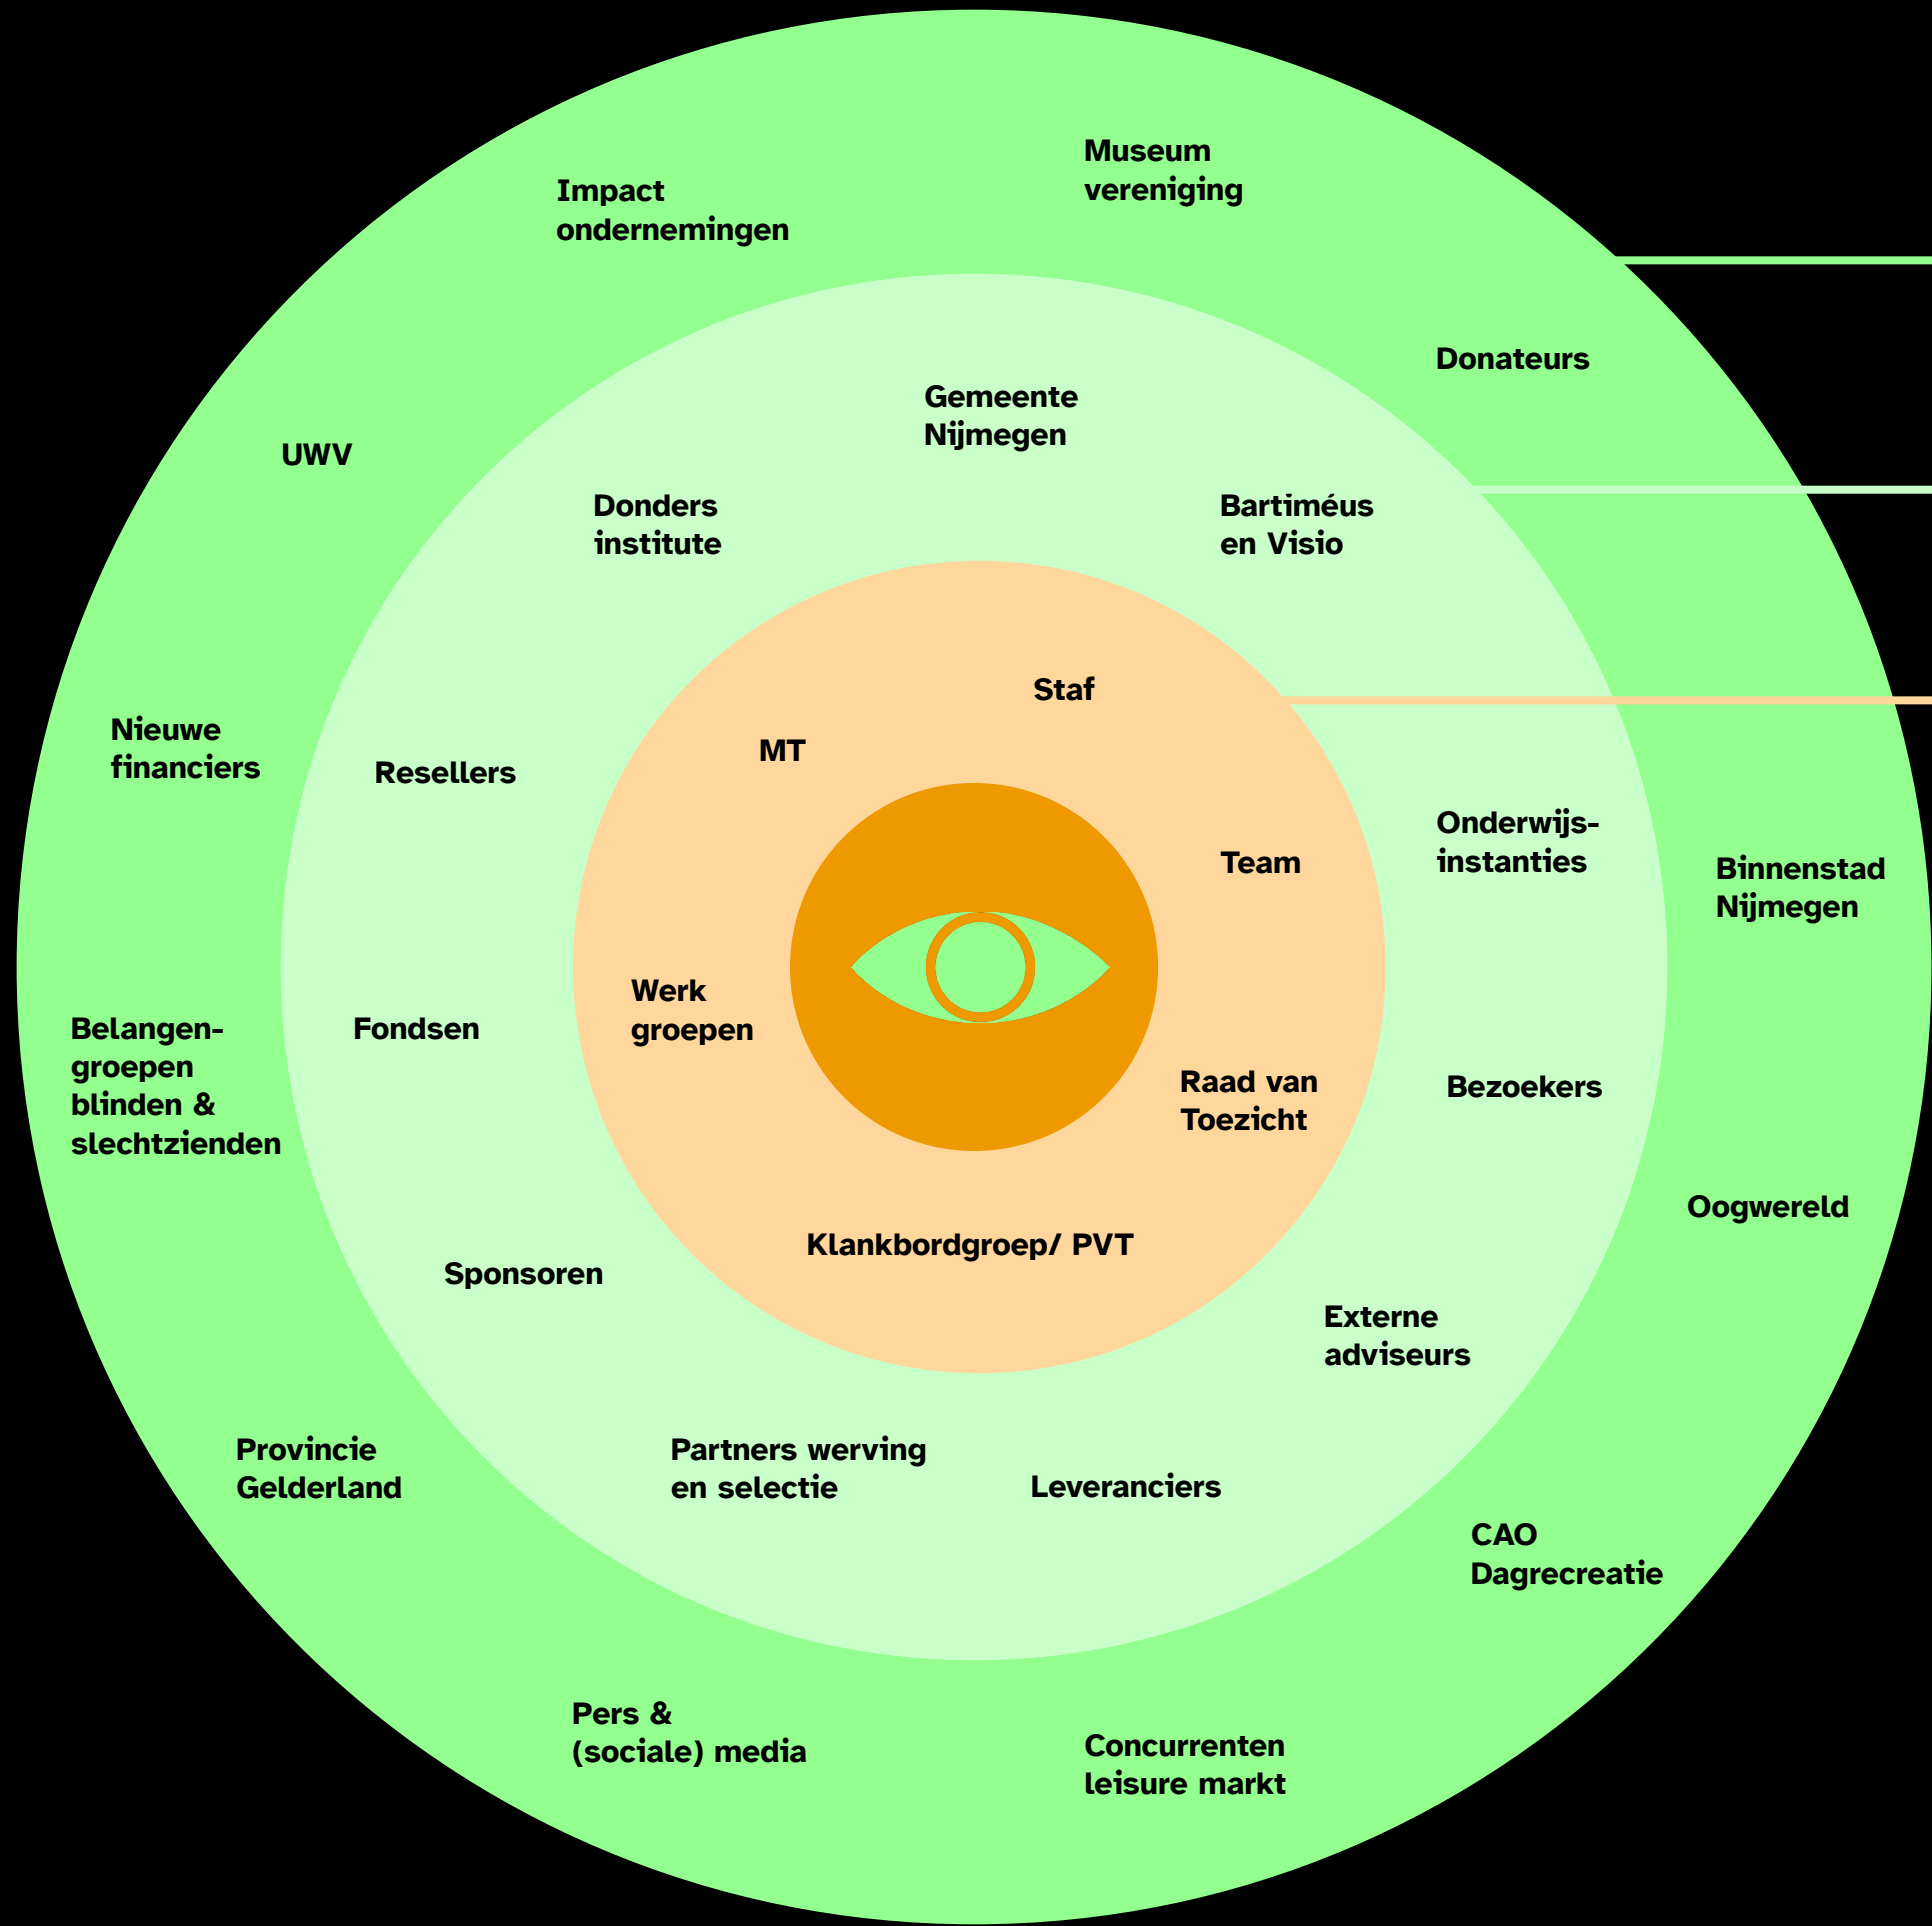 Museum
vereniging
Impact
ondernemingen
Donateurs
Gemeente
Nijmegen
UWV
Donders
institute
Bartiméus
en Visio
Staf
Nieuwe
financiers
MT
Resellers
Onderwijs-
instanties
Team
Binnenstad
Nijmegen
Werk
groepen
Belangen-
groepen
blinden &
slechtzienden
Fondsen
Raad van
Toezicht
Bezoekers
Oogwereld
Klankbordgroep/ PVT
Sponsoren
Externe
adviseurs
Provincie
Gelderland
Partners werving
en selectie
Leveranciers
CAO
Dagrecreatie
Pers &
(sociale) media
Concurrenten
leisure markt